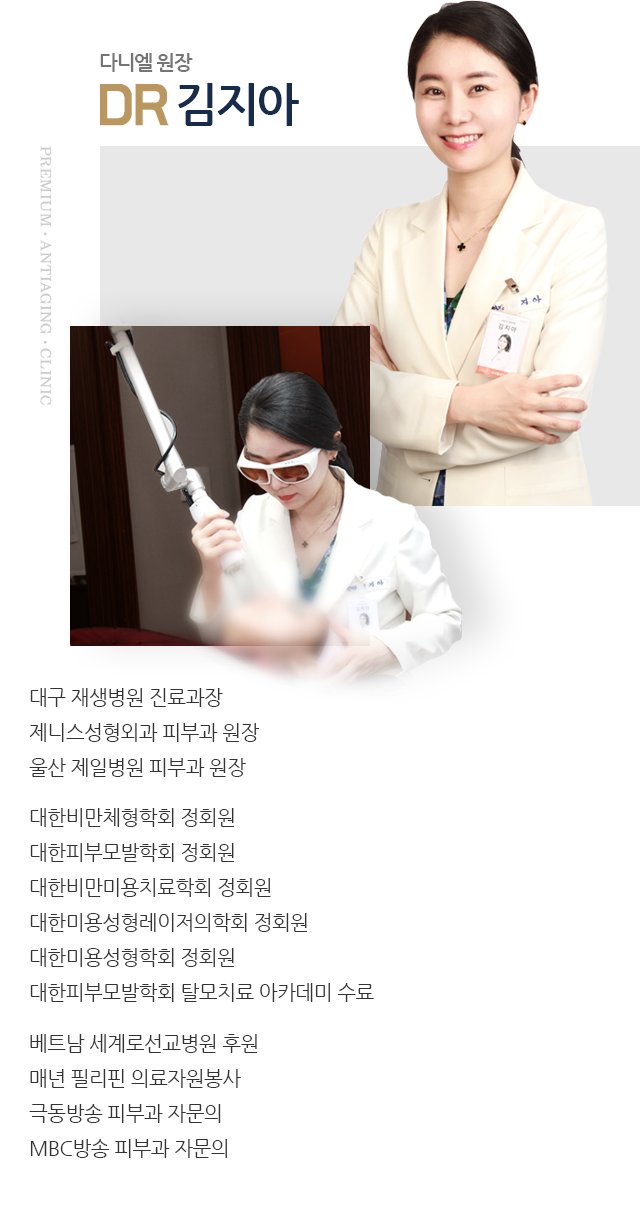 다니엘 원장
DR 김지아
PREMIUM · ANTIAGING · CLINIC
지아
김지아
지아
대구 재생병원 진료과장
제니스성형외과 피부과 원장
울산 제일병원 피부과 원장
대한비만체형학회 정회원
대한피부모발학회 정회원
대한비만미용치료학회 정회원
대한미용성형레이저의학회 정회원
대한미용성형학회 정회원
대한피부모발학회 탈모치료 아카데미 수료
베트남 세계로선교병원 후원
매년 필리핀 의료자원봉사
극동방송 피부과 자문의
MBC방송 피부과 자문의